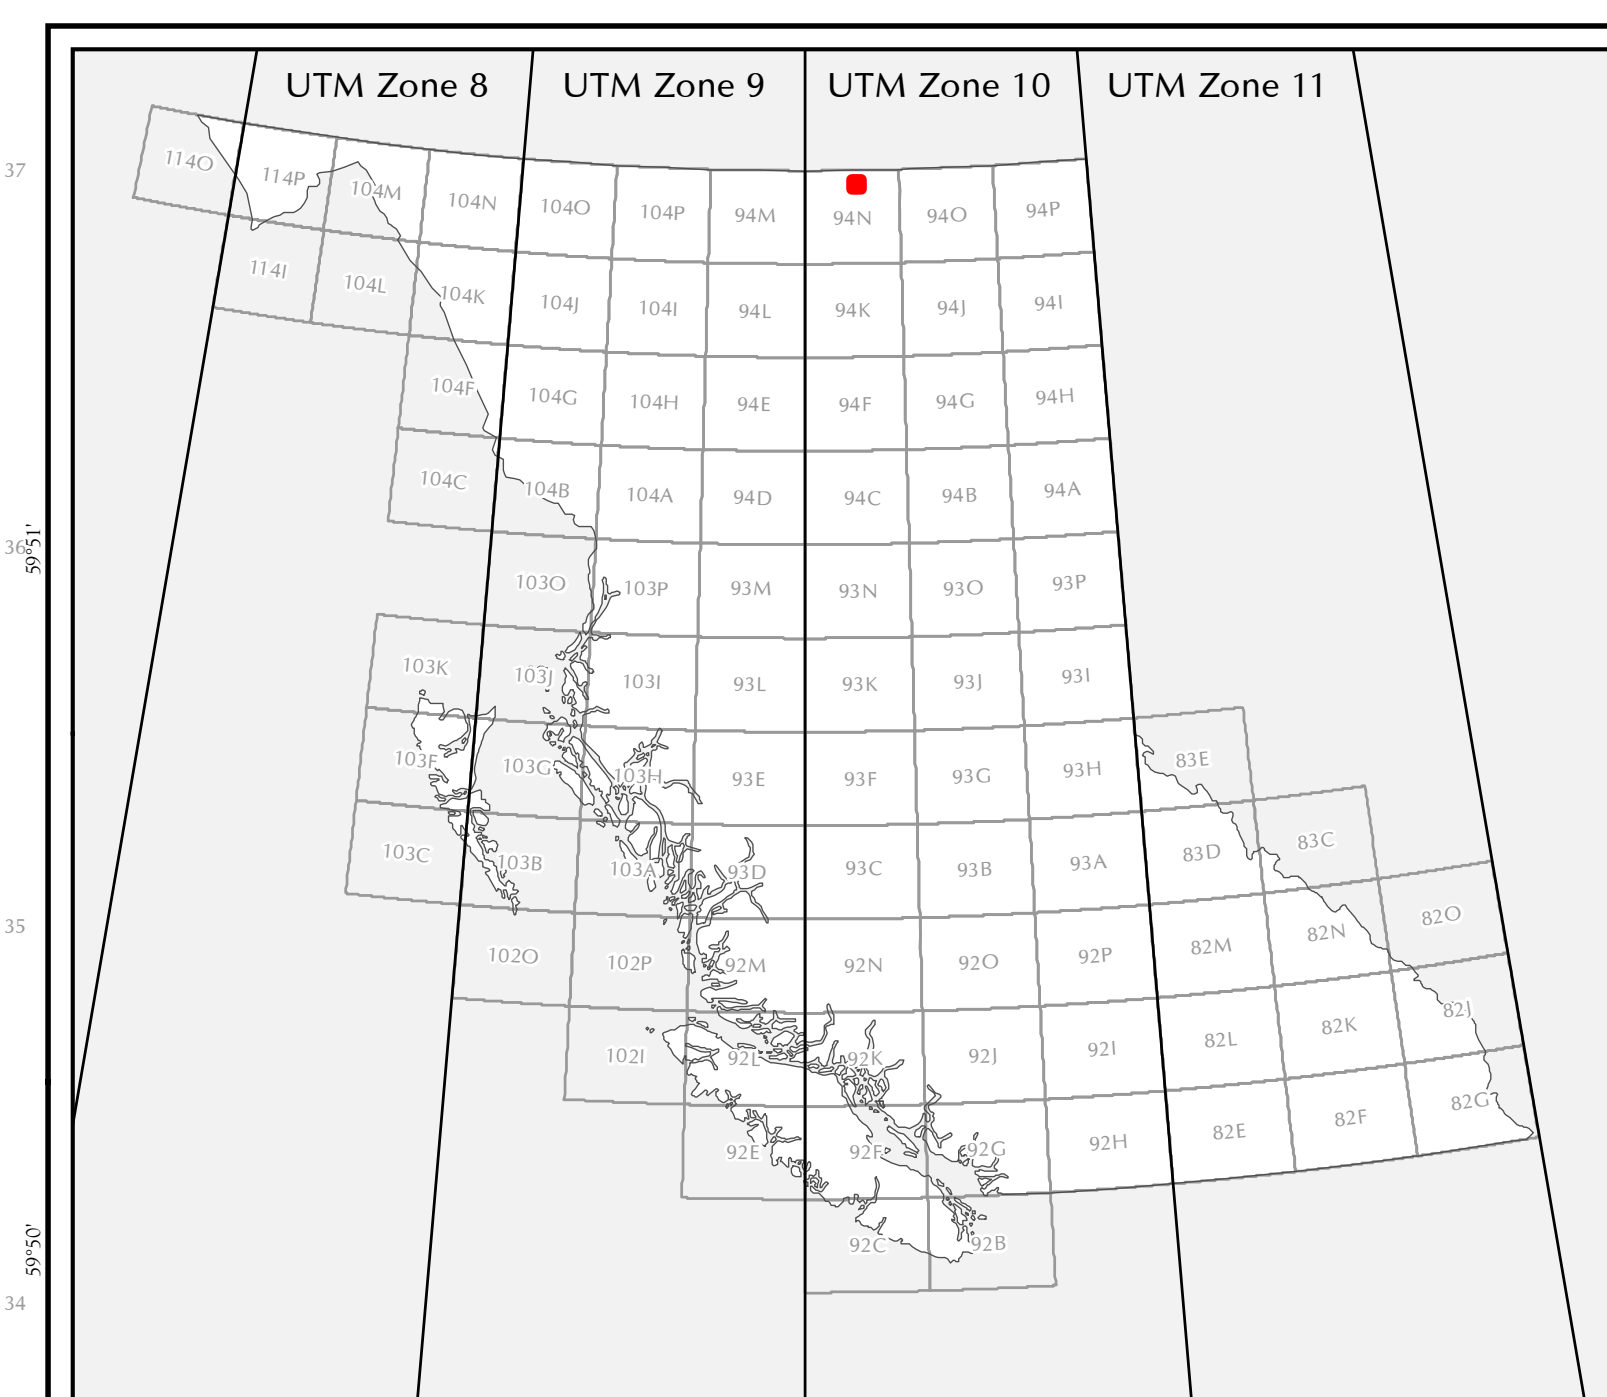 UTM Zone 8 UTM Zone 9 UTM Zone 10 UTM Zone 11
37
114O 114P 104M 104N 104O 104P 94M 94N 94O 94P
114I 104L 104K 104J 104I 94L 94K 94J 94I
104F 104G 104H 94E 94F 94G 94H
104C 104B 104A 94D 94C 94B 94A
36
59°51'
103O 103P 93M 93N 93O 93P
103K 103J 103I 93L 93K 93J 93I
103F 103G 103H 93E 93F 93G 93H 83E
103C 103B 103A 93D 93C 93B 93A 83D 83C
35
102O 102P 92M 92N 92O 92P 82M 82N 82O
102I 92L 92K 92J 92I 82L 82K 82J
92E 92F 92G 92H 82E 82F 82G
92C 92B
59°50'
34